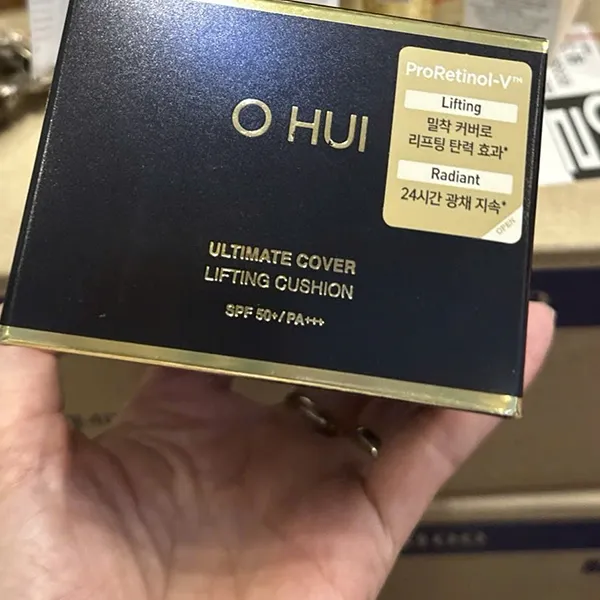 O HUI
ULTIMATE COVER
LIFTING CUSHION
SPF 50+/PA+++
ProRetinol-V™
Lifting
밀착 커버로
리프팅 탄력 효과*
Radiant
24시간 광채 지속*
OPEN